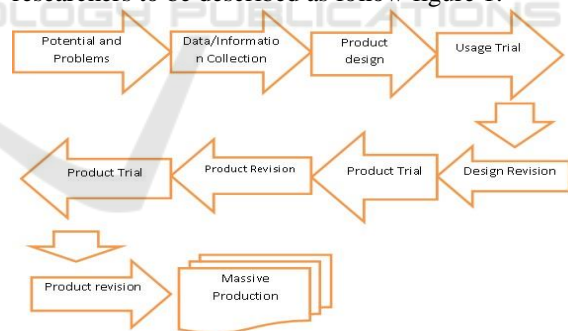 researchers to be described as follow figure 1.
Potential and
Problems
Data/Informatio
n Collection
Product
design
Usage Trial
Design Revision
Product Trial
Product Revision
Product Trial
Product revision
Massive
Production